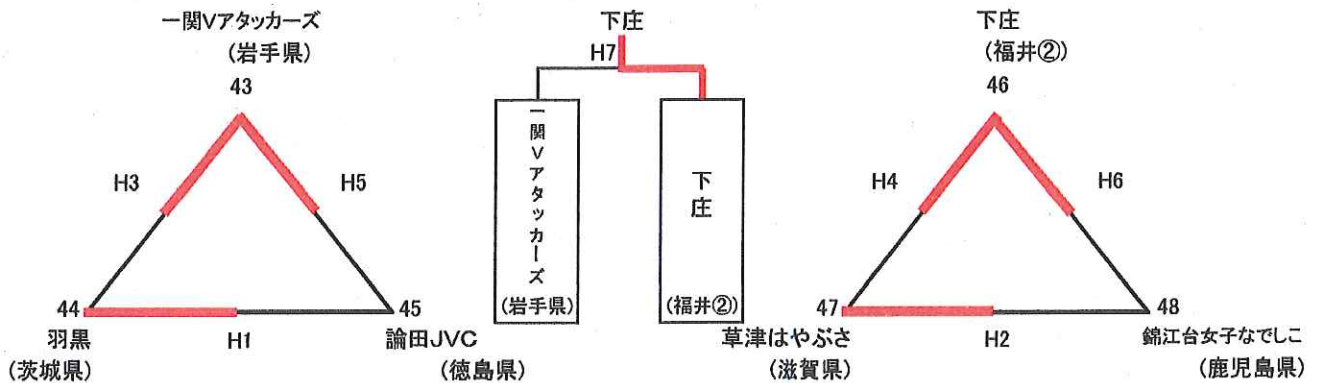 一関Vアタッカーズ
(岩手県)
43
H3
H5
44
45
羽黒
H1
論田JVC
(茨城県)
(徳島県)
下庄
H7
一関Vアタッカーズ
(岩手県)
下庄
(福井②)
下庄
(福井②)
46
H4
H6
47
48
草津はやぶさ
H2
錦江台女子なでしこ
(滋賀県)
(鹿児島県)